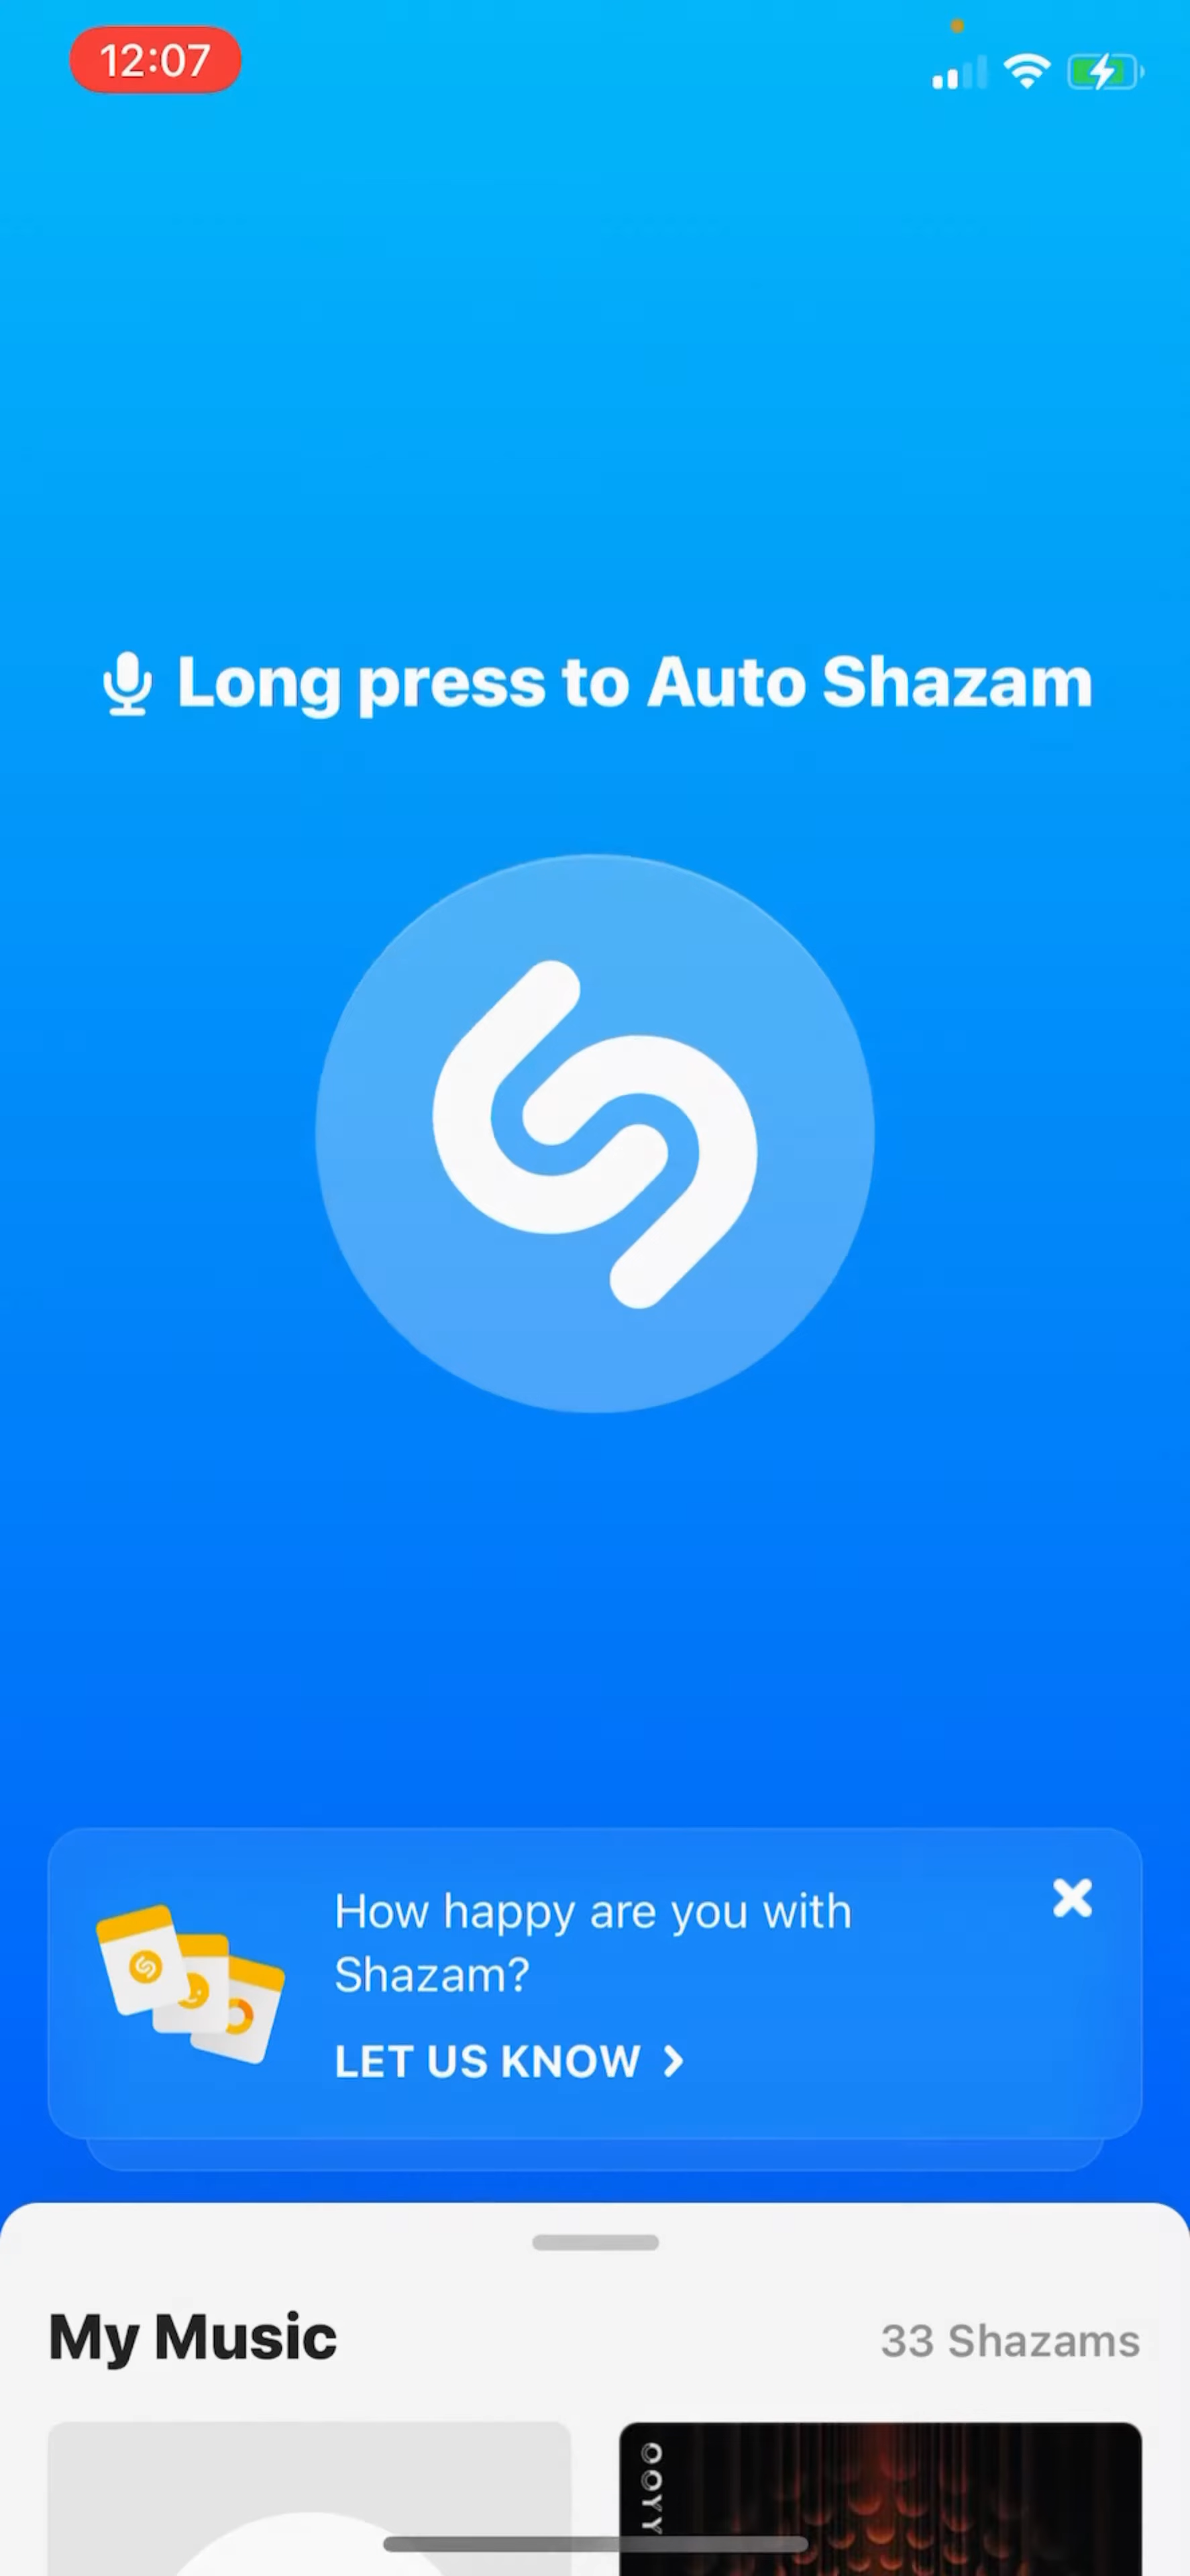 12:07
Long press to Auto Shazam
How happy are you with
Shazam?
LET US KNOW
My Music
33 Shazams
OOYY